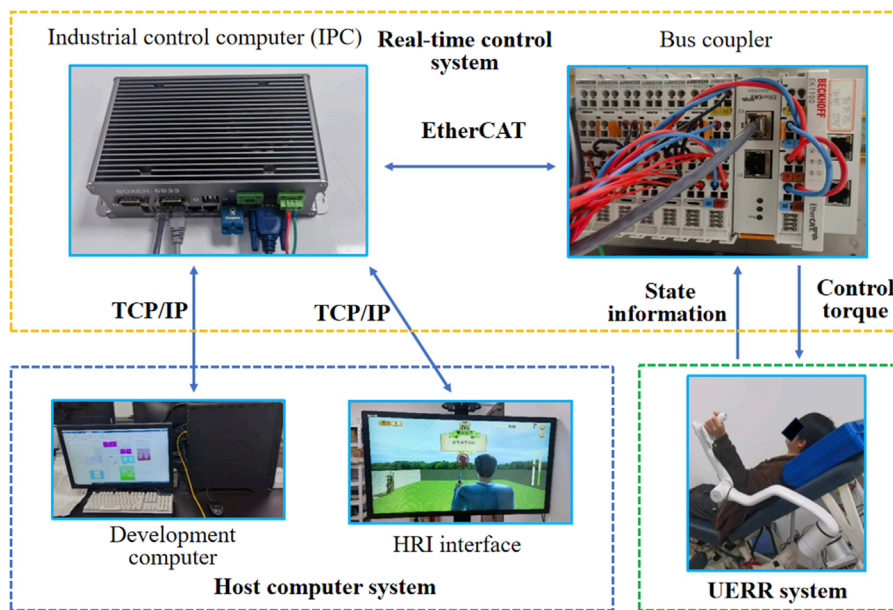 Industrial control computer (IPC)
Real-time control
system
Bus coupler
EtherCAT
BOXER-6833
BECKHOFF
EK1100
EtherCAT
TCP/IP
TCP/IP
State
information
Control
torque
Development
computer
HRI interface
Host computer system
UERR system